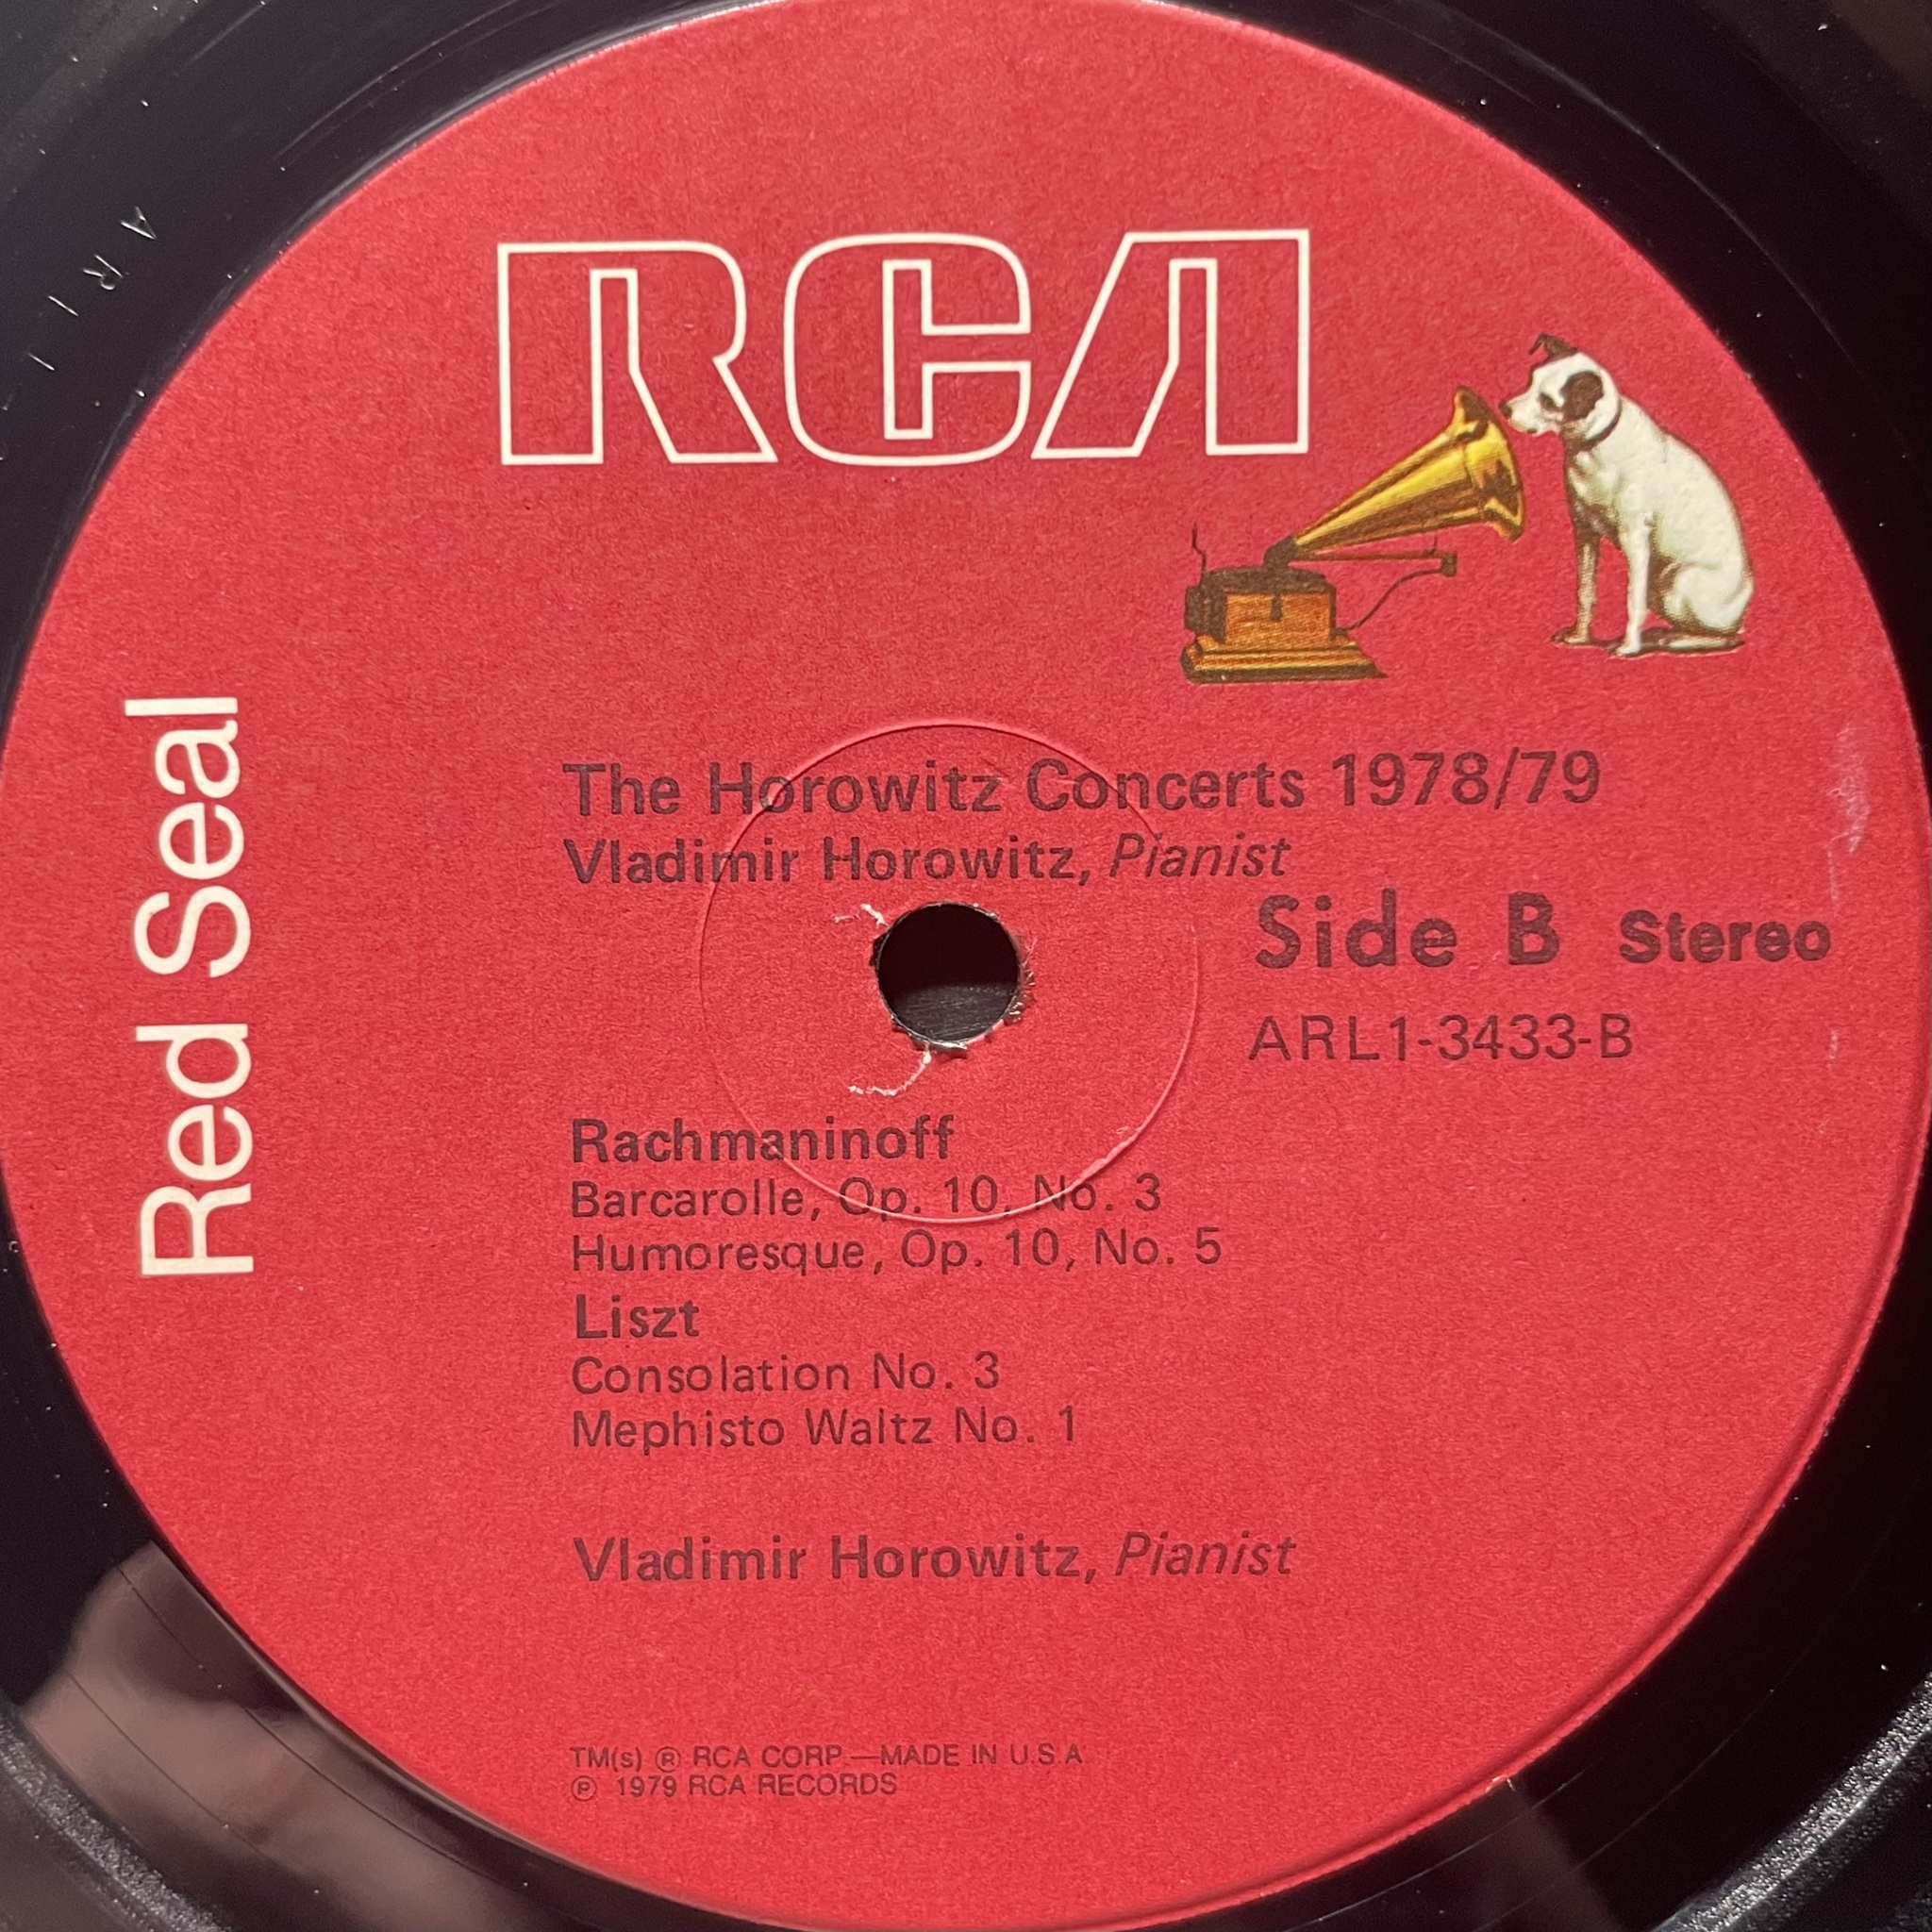 RCA
Red Seal
The Horowitz Concerts 1978/79
Vladimir Horowitz, Pianist
Side B Stereo
ARL1-3433-B
Rachmaninoff
Barcarolle, Op. 10, No. 3
Humoresque, Op. 10, No. 5
Liszt
Consolation No. 3
Mephisto Waltz No. 1
Vladimir Horowitz, Pianist
TM(s) ® RCA CORP.—MADE IN U.S.A
℗ 1979 RCA RECORDS